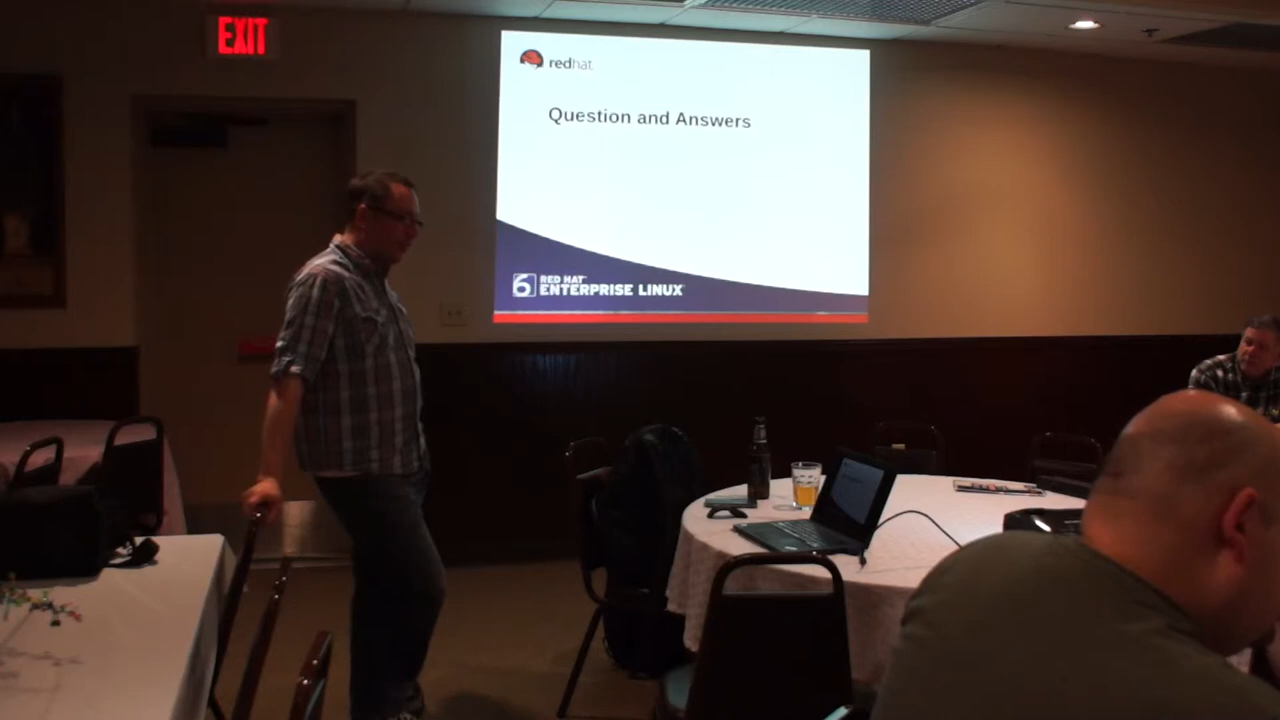 EXIT
redhat.
Question and Answers
6 RED HAT
ENTERPRISE LINUX